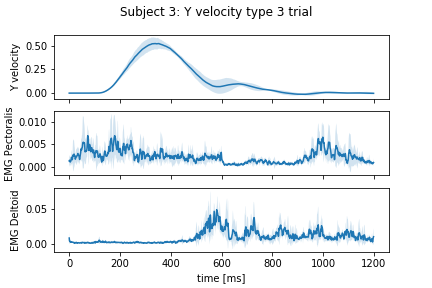 Subject 3: Y velocity type 3 trial
Y velocity
0.50
0.25
0.00
EMG Pectoralis
0.010
0.005
0.000
EMG Deltoid
0.05
0.00
0 200 400 600 800 1000 1200
time [ms]